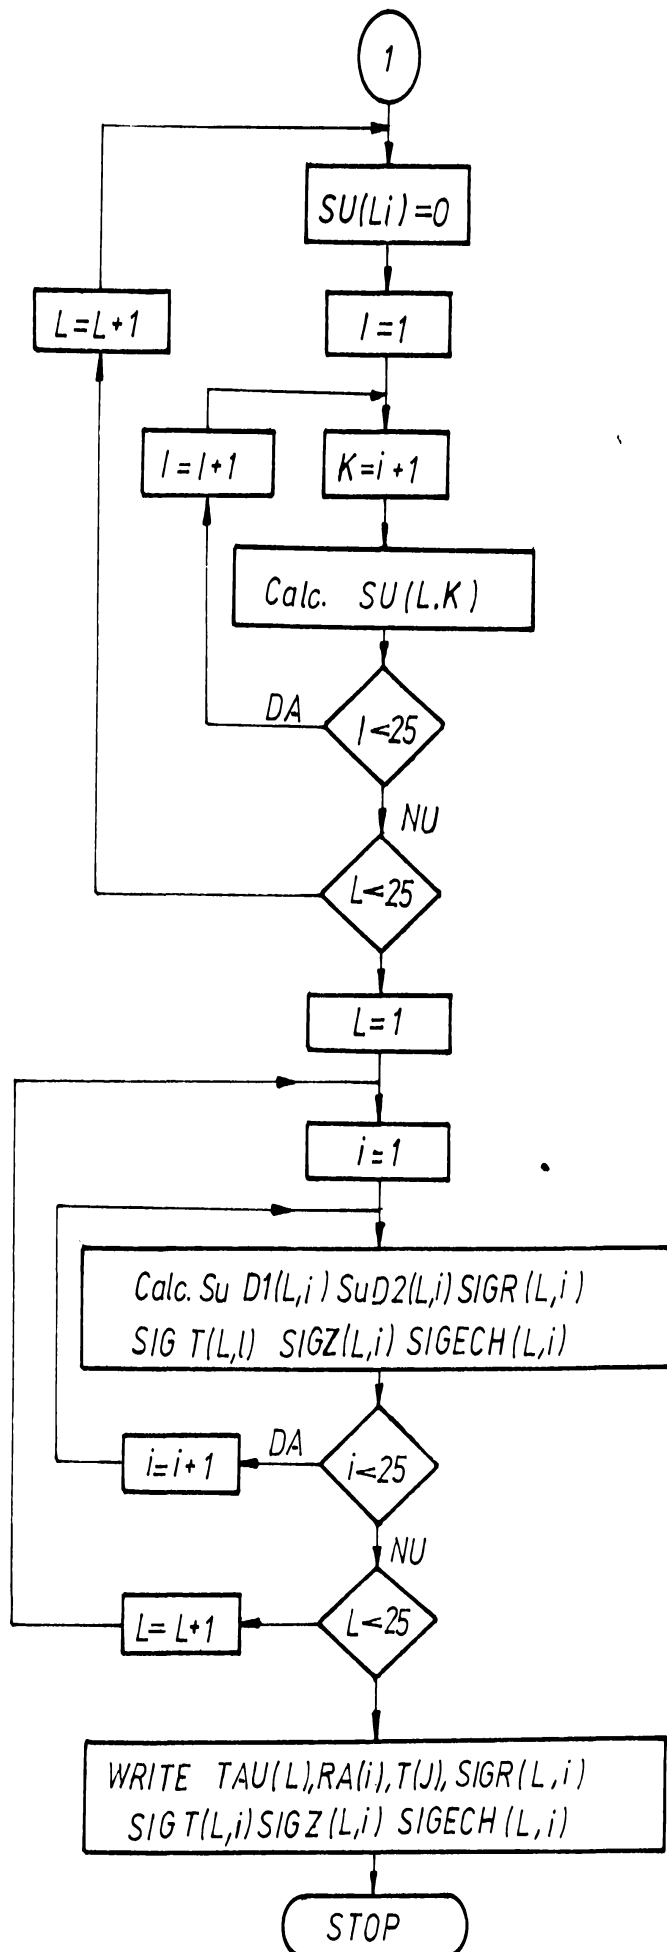 1
SU(Li)=0
L=L+1
I=1
I=I+1
K=i+1
Calc. SU(L.K)
DA
I<25
NU
L<25
L=1
i=1
Calc. Su D1(L,i) SuD2(L,i) SIGR(L,i)
SIG T(L,I) SIGZ(L,i) SIGECH(L,i)
i=i+1
DA
i<25
NU
L=L+1
L<25
WRITE TAU(L),RA(i),T(J),SIGR(L,i)
SIGT(L,i) SIGZ(L,i) SIGECH(L,i)
STOP